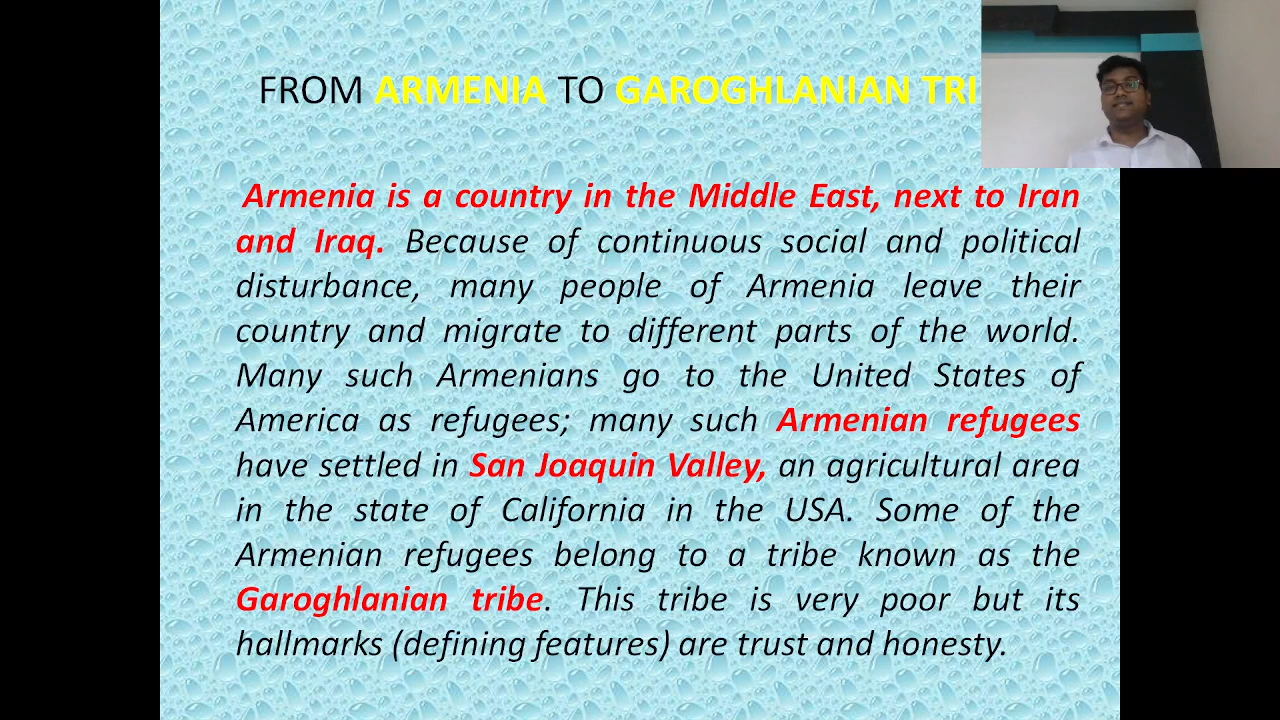 FROM ARMENIA TO GAROGHLANIAN TRI
Armenia is a country in the Middle East, next to Iran
and Iraq. Because of continuous social and political
disturbance, many people of Armenia leave their
country and migrate to different parts of the world.
Many such Armenians go to the United States of
America as refugees; many such Armenian refugees
have settled in San Joaquin Valley, an agricultural area
in the state of California in the USA. Some of the
Armenian refugees belong to a tribe known as the
Garoghlanian tribe. This tribe is very poor but its
hallmarks (defining features) are trust and honesty.